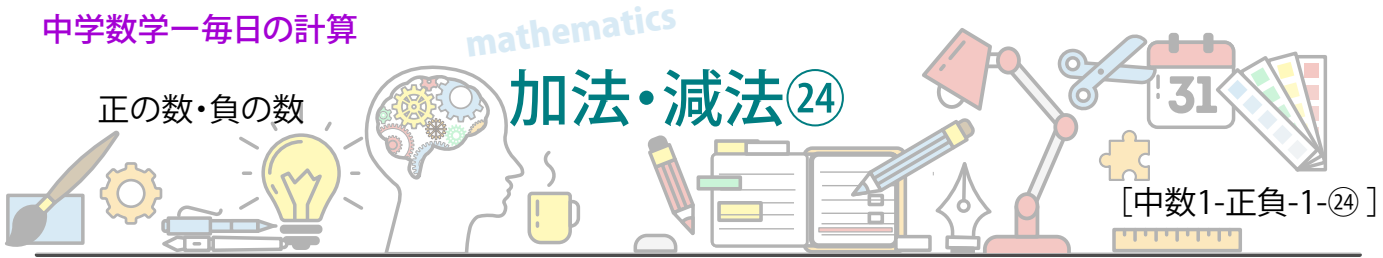 中学数学ー毎日の計算
mathematics
加法・減法㉔
正の数・負の数
31
［中数1-正負-1-㉔］